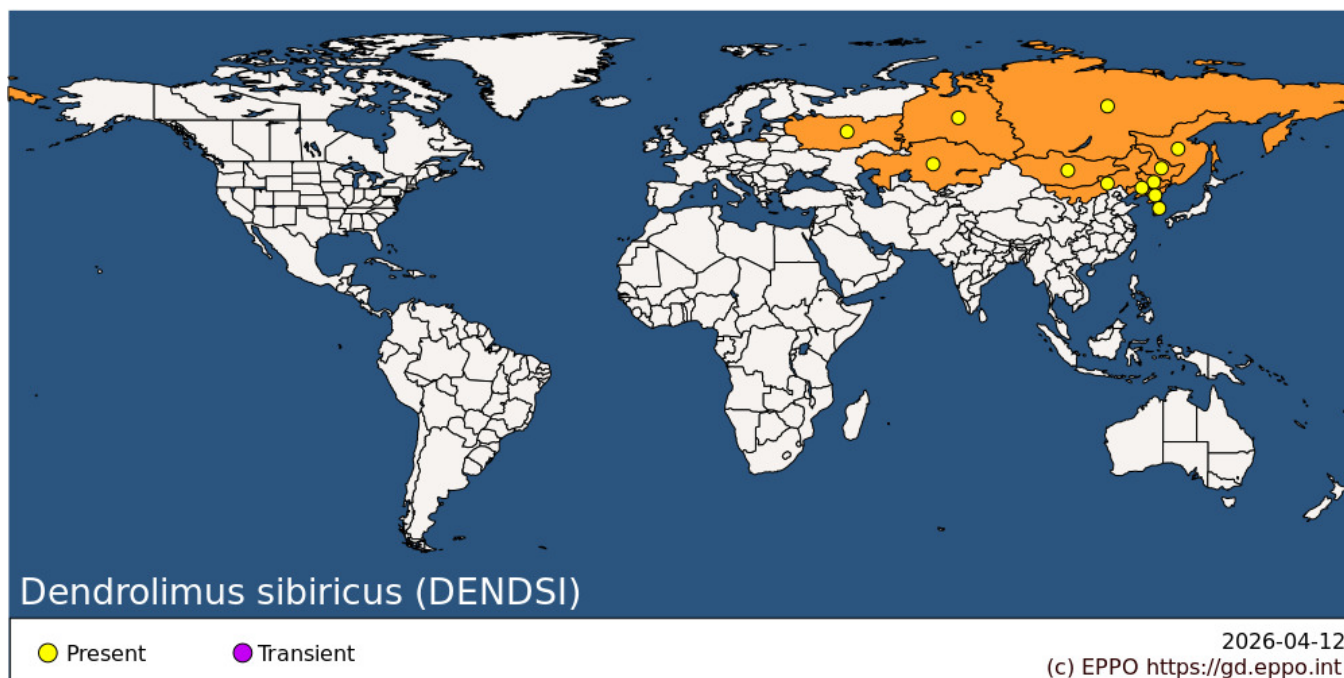 Dendrolimus sibiricus (DENDSI)
Present
Transient
2026-04-12
(c) EPPO https://gd.eppo.int